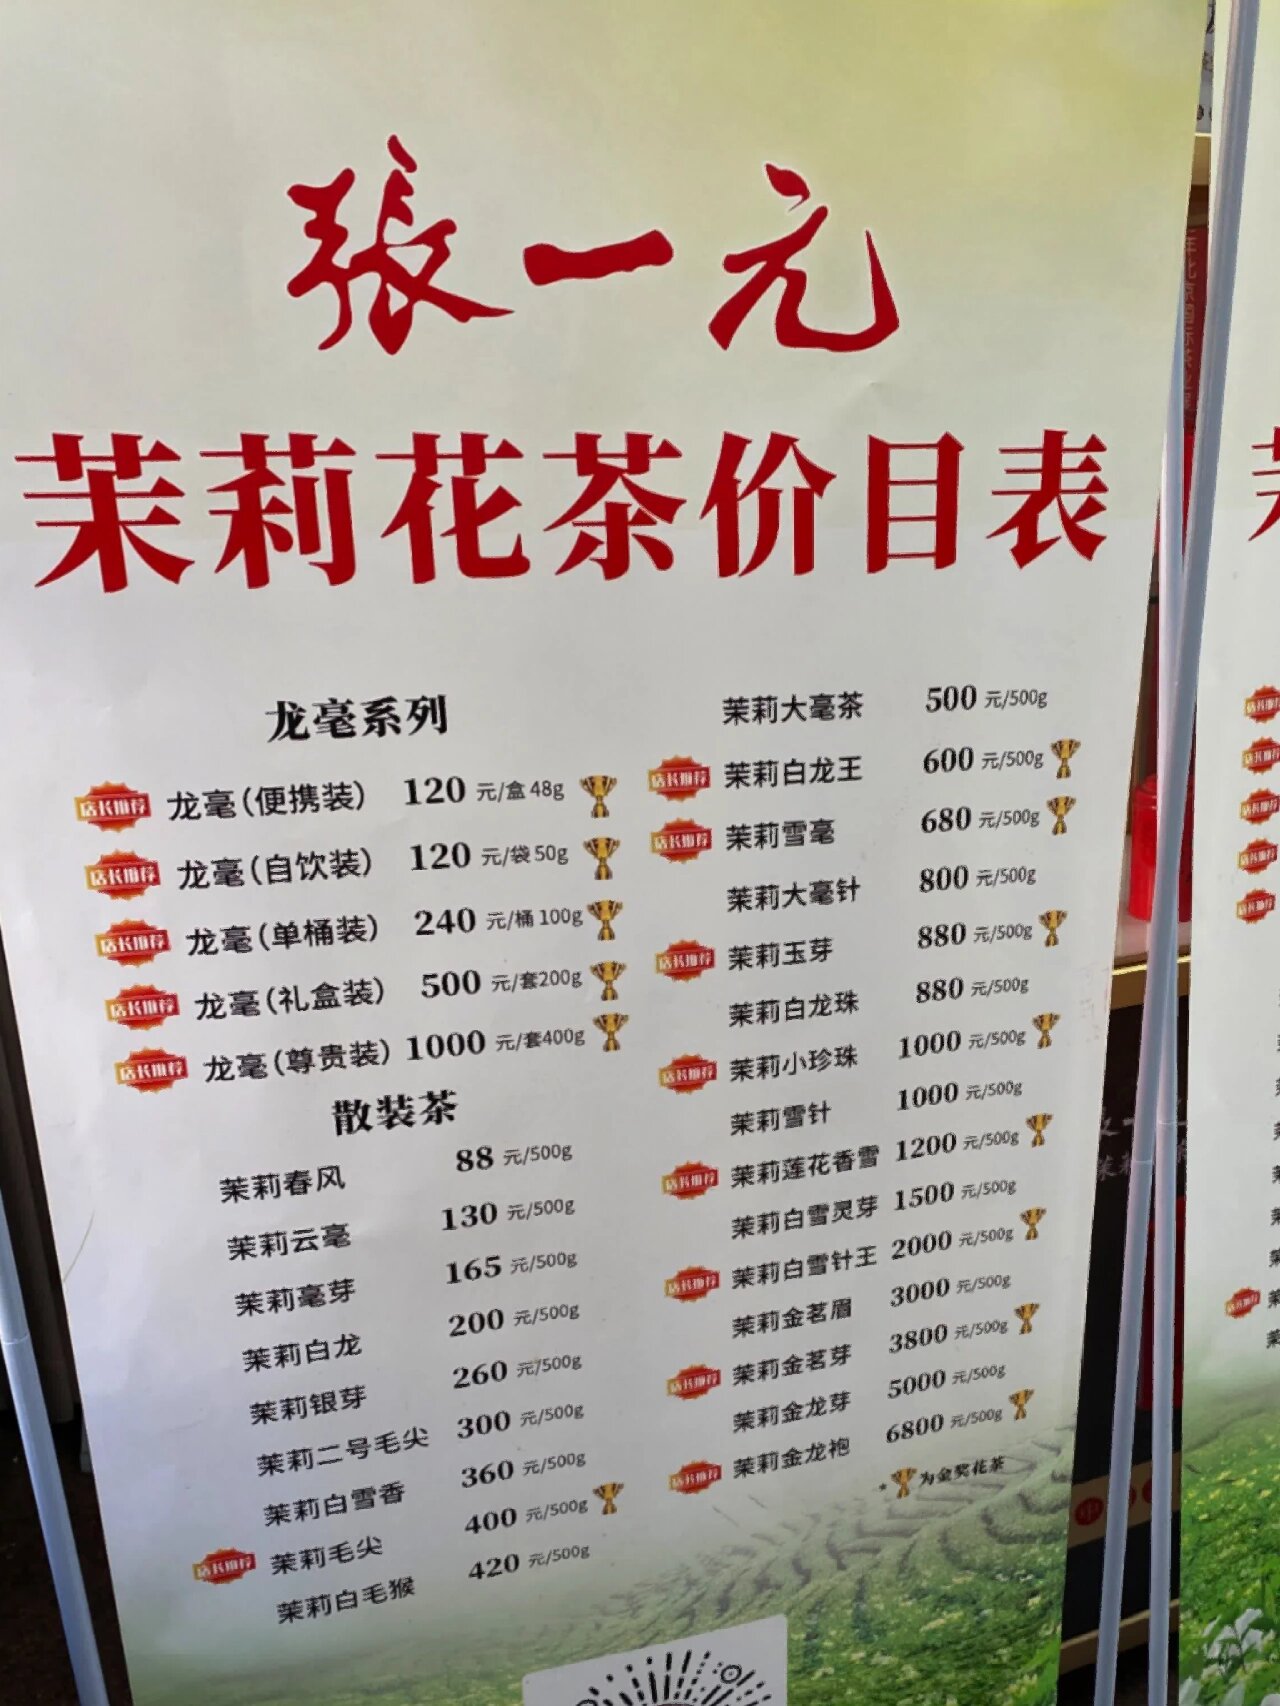 張一元
茉莉花茶价目表
龙毫系列
店长推荐 龙毫(便携装) 120 元/盒 48g
店长推荐 龙毫(自饮装) 120 元/袋 50g
店长推荐 龙毫(单桶装) 240 元/桶 100g
店长推荐 龙毫(礼盒装) 500 元/套200g
店长推荐 龙毫(尊贵装) 1000 元/套400g
散装茶
茉莉春风 88 元/500g
茉莉云毫 130 元/500g
茉莉毫芽 165 元/500g
茉莉白龙 200 元/500g
茉莉银芽 260 元/500g
茉莉二号毛尖 300 元/500g
茉莉白雪香 360 元/500g
店长推荐 茉莉毛尖 400 元/500g
茉莉白毛猴 420 元/500g
茉莉大毫茶 500 元/500g
店长推荐 茉莉白龙王 600 元/500g
店长推荐 茉莉雪毫 680 元/500g
茉莉大毫针 800 元/500g
店长推荐 茉莉玉芽 880 元/500g
茉莉白龙珠 880 元/500g
店长推荐 茉莉小珍珠 1000 元/500g
茉莉雪针 1000 元/500g
店长推荐 茉莉莲花香雪 1200 元/500g
茉莉白雪灵芽 1500 元/500g
店长推荐 茉莉白雪针王 2000 元/500g
茉莉金茗眉 3000 元/500g
店长推荐 茉莉金茗芽 3800 元/500g
茉莉金龙芽 5000 元/500g
店长推荐 茉莉金龙袍 6800 元/500g
* 为金奖花茶